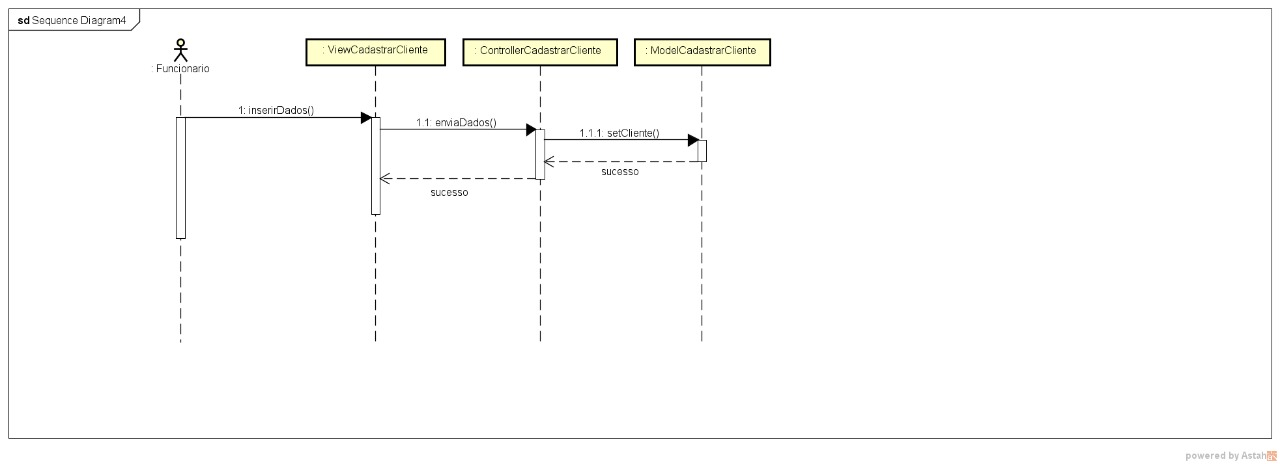 sd Sequence Diagram4
: Funcionario
: ViewCadastrarCliente
: ControllerCadastrarCliente
: ModelCadastrarCliente
1: inserirDados()
1.1: enviaDados()
1.1.1: setCliente()
sucesso
sucesso
powered by Astah